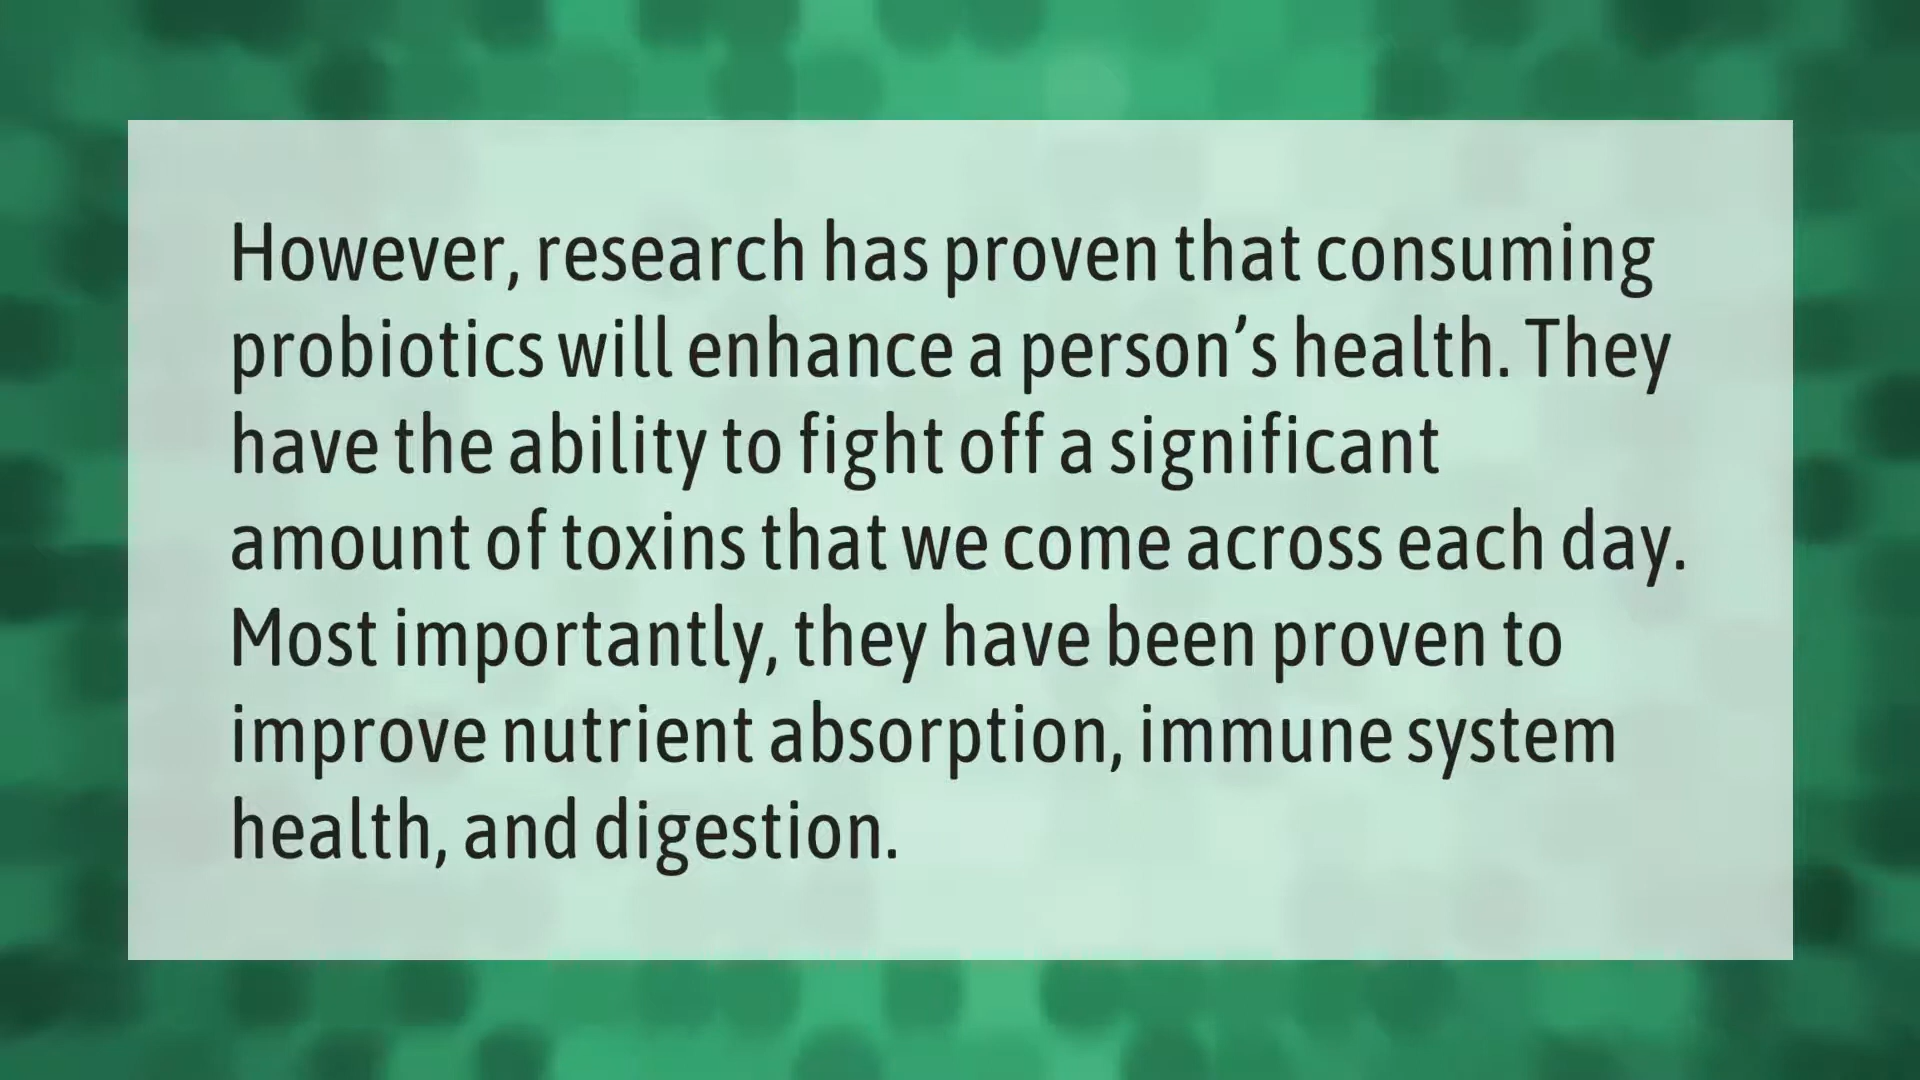 However, research has proven that consuming
probiotics will enhance a person’s health. They
have the ability to fight off a significant
amount of toxins that we come across each day.
Most importantly, they have been proven to
improve nutrient absorption, immune system
health, and digestion.